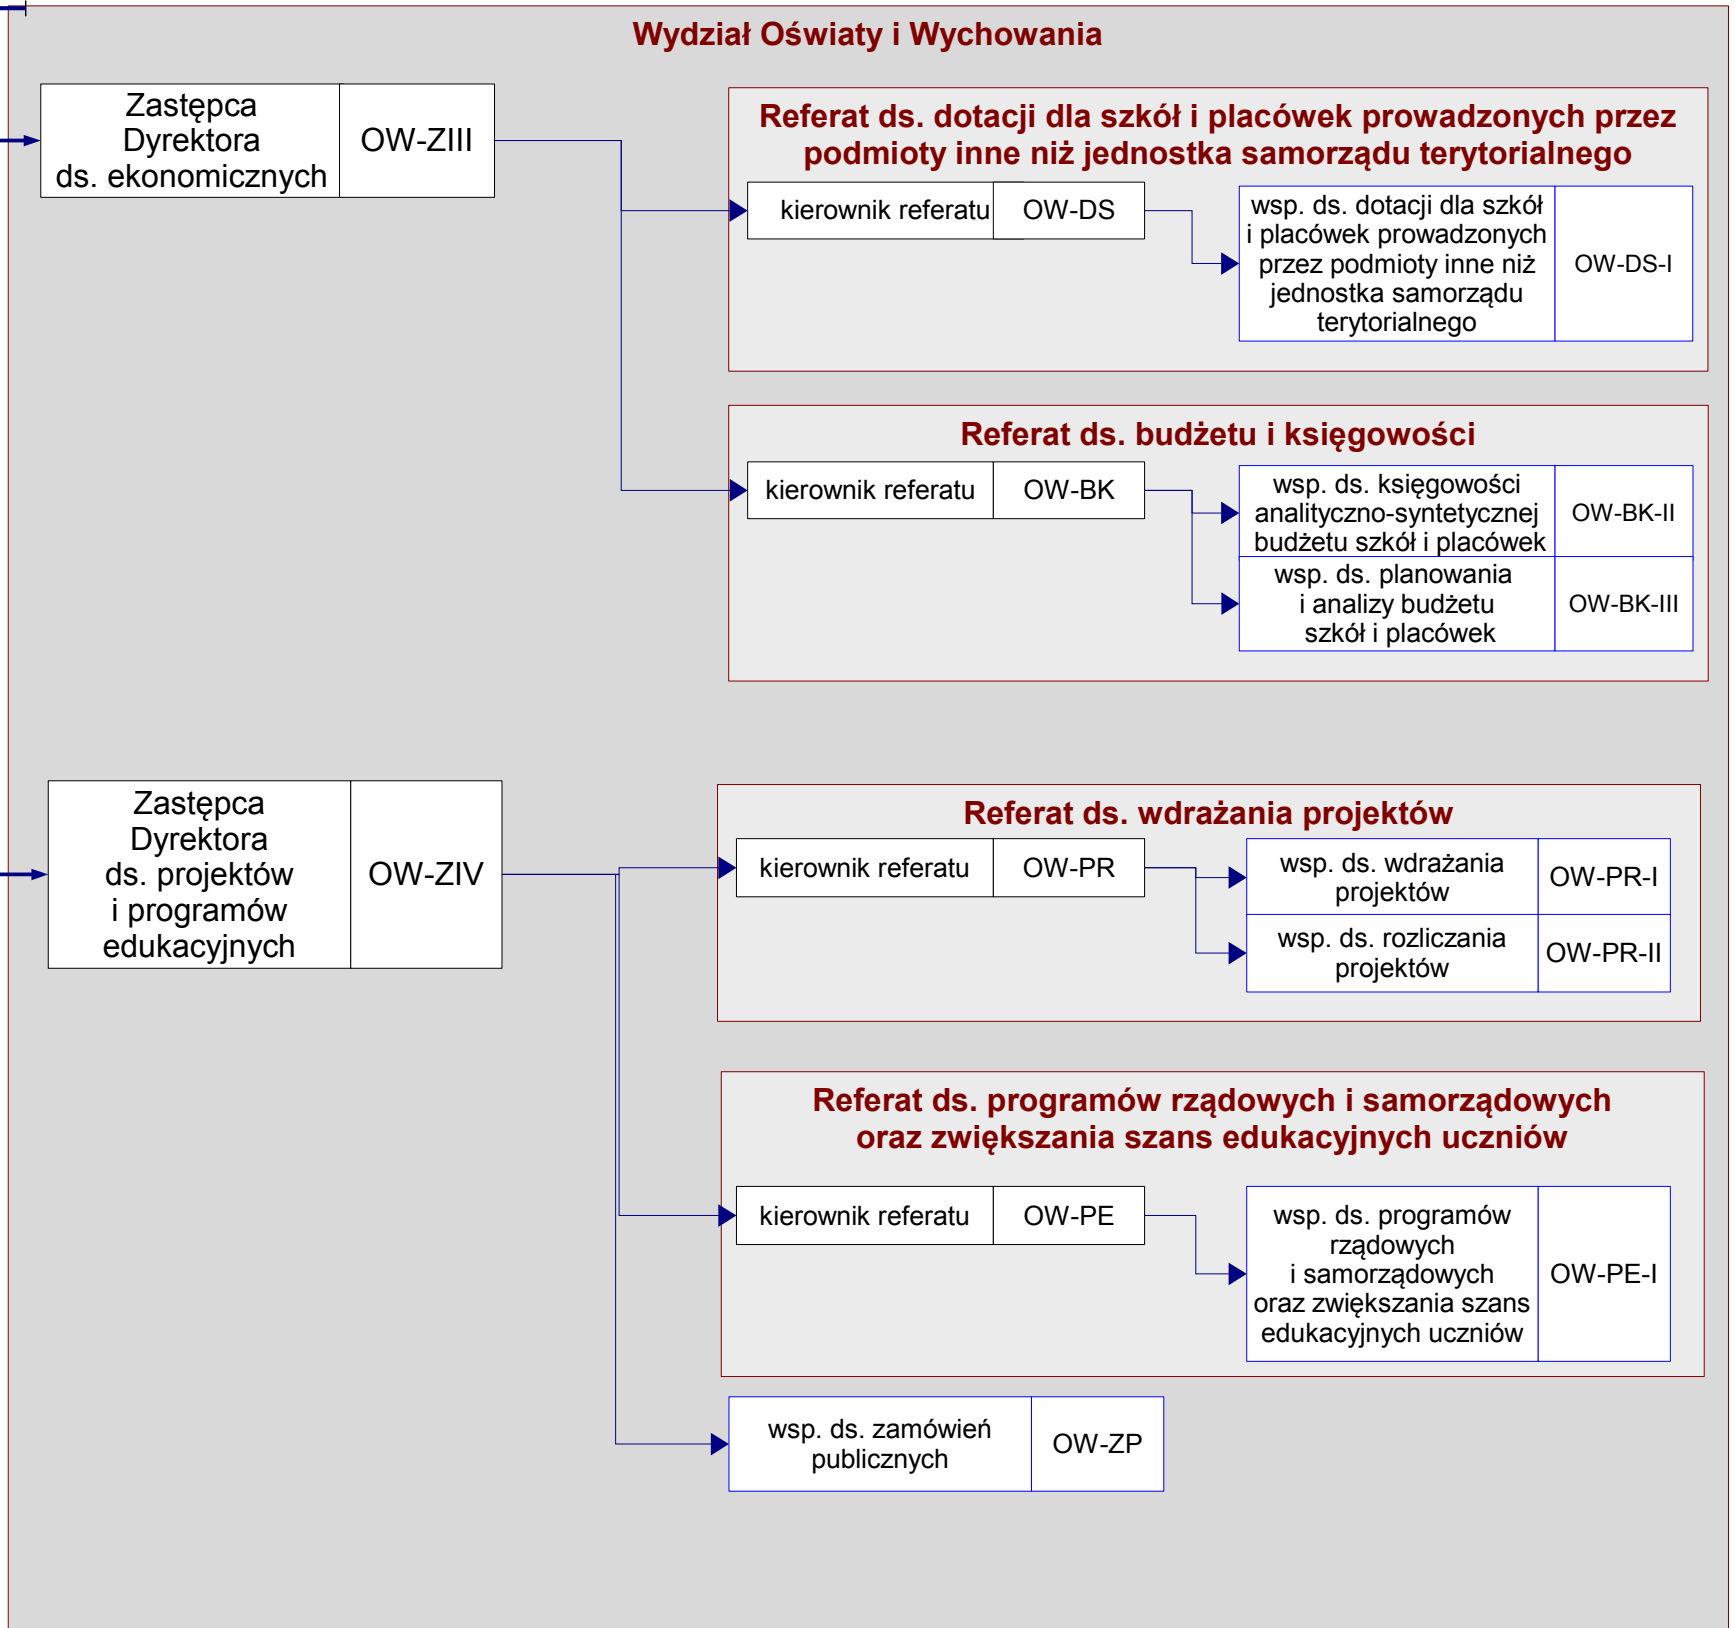 Wydział Oświaty i Wychowania
Zastępca
Dyrektora
ds. ekonomicznych
OW-ZIII
Referat ds. dotacji dla szkół i placówek prowadzonych przez
podmioty inne niż jednostka samorządu terytorialnego
kierownik referatu
OW-DS
wsp. ds. dotacji dla szkół
i placówek prowadzonych
przez podmioty inne niż
jednostka samorządu
terytorialnego
OW-DS-I
Referat ds. budżetu i księgowości
kierownik referatu
OW-BK
wsp. ds. księgowości
analityczno-syntetycznej
budżetu szkół i placówek
OW-BK-II
wsp. ds. planowania
i analizy budżetu
szkół i placówek
OW-BK-III
Zastępca
Dyrektora
ds. projektów
i programów
edukacyjnych
OW-ZIV
Referat ds. wdrażania projektów
kierownik referatu
OW-PR
wsp. ds. wdrażania
projektów
OW-PR-I
wsp. ds. rozliczania
projektów
OW-PR-II
Referat ds. programów rządowych i samorządowych
oraz zwiększania szans edukacyjnych uczniów
kierownik referatu
OW-PE
wsp. ds. programów
rządowych
i samorządowych
oraz zwiększania szans
edukacyjnych uczniów
OW-PE-I
wsp. ds. zamówień
publicznych
OW-ZP